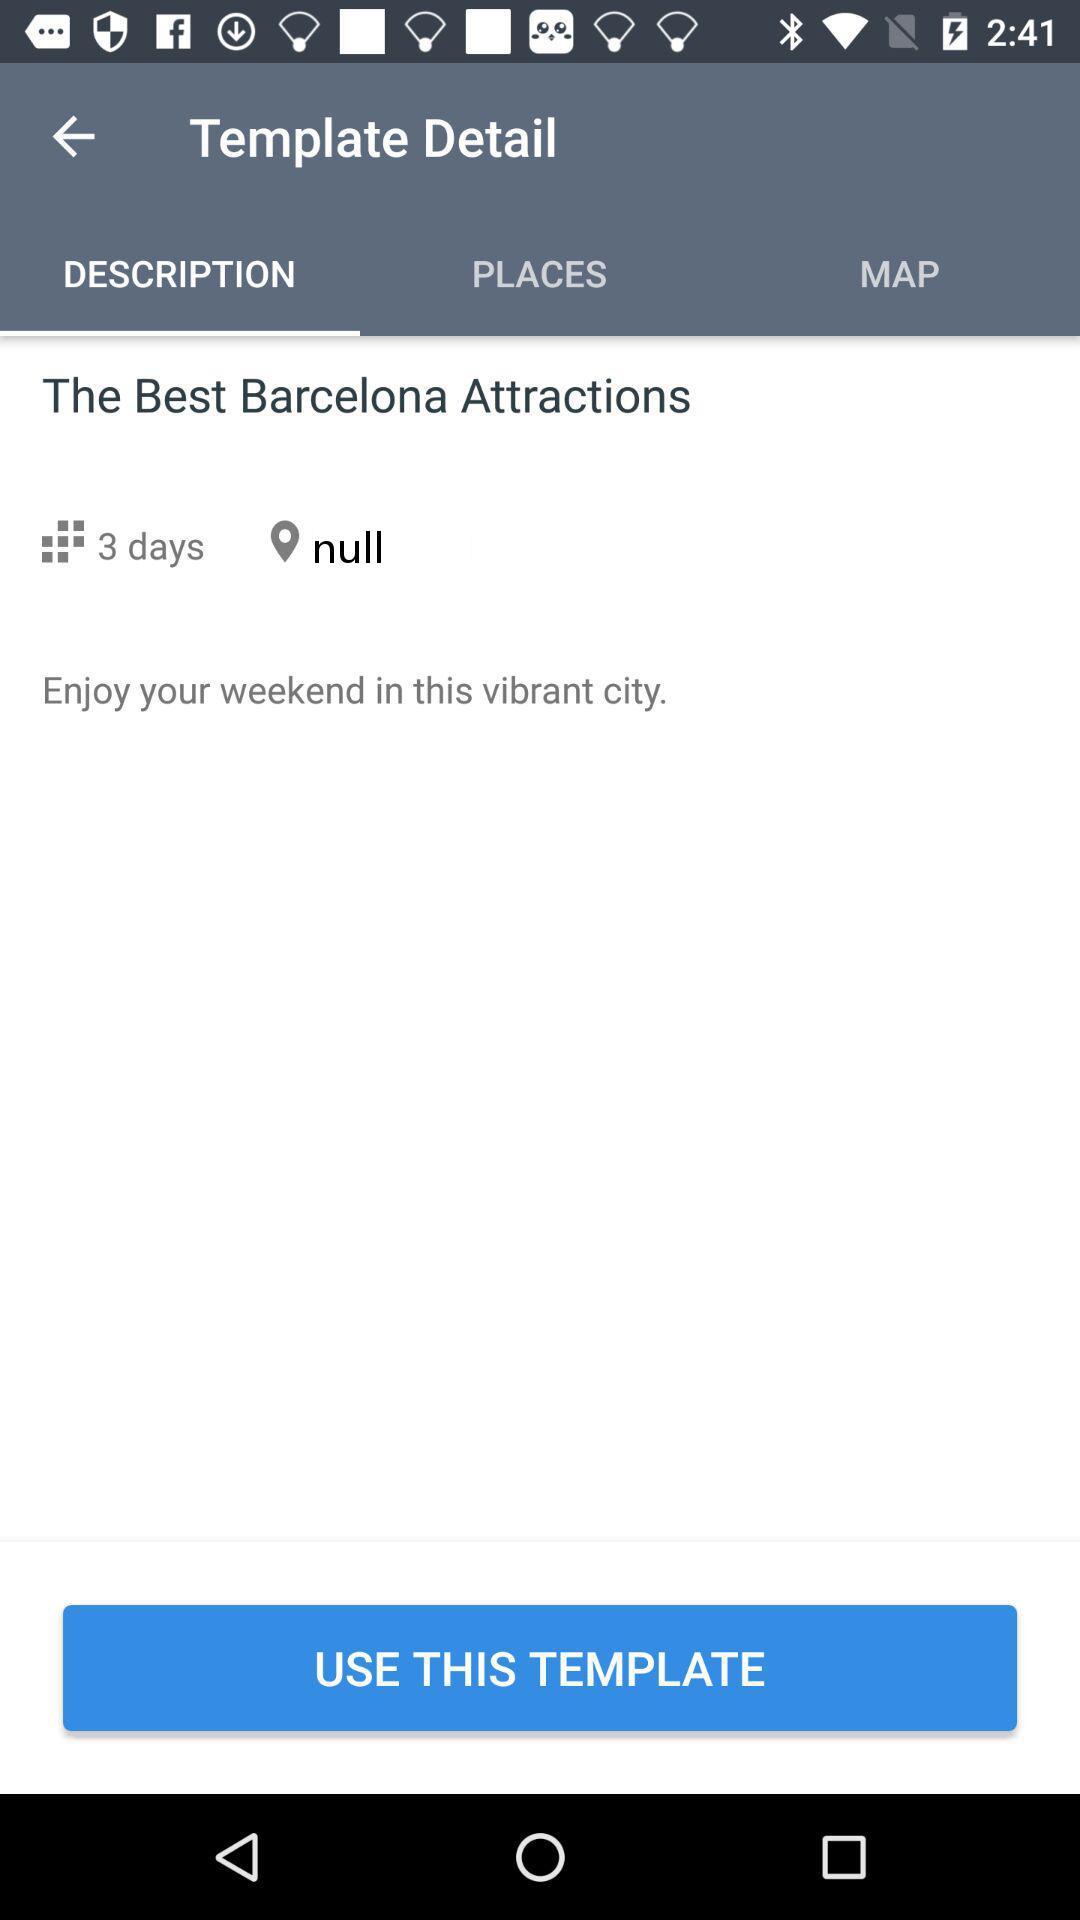 2:41
Template Detail
DESCRIPTION PLACES MAP
The Best Barcelona Attractions
3 days null
Enjoy your weekend in this vibrant city.
USE THIS TEMPLATE